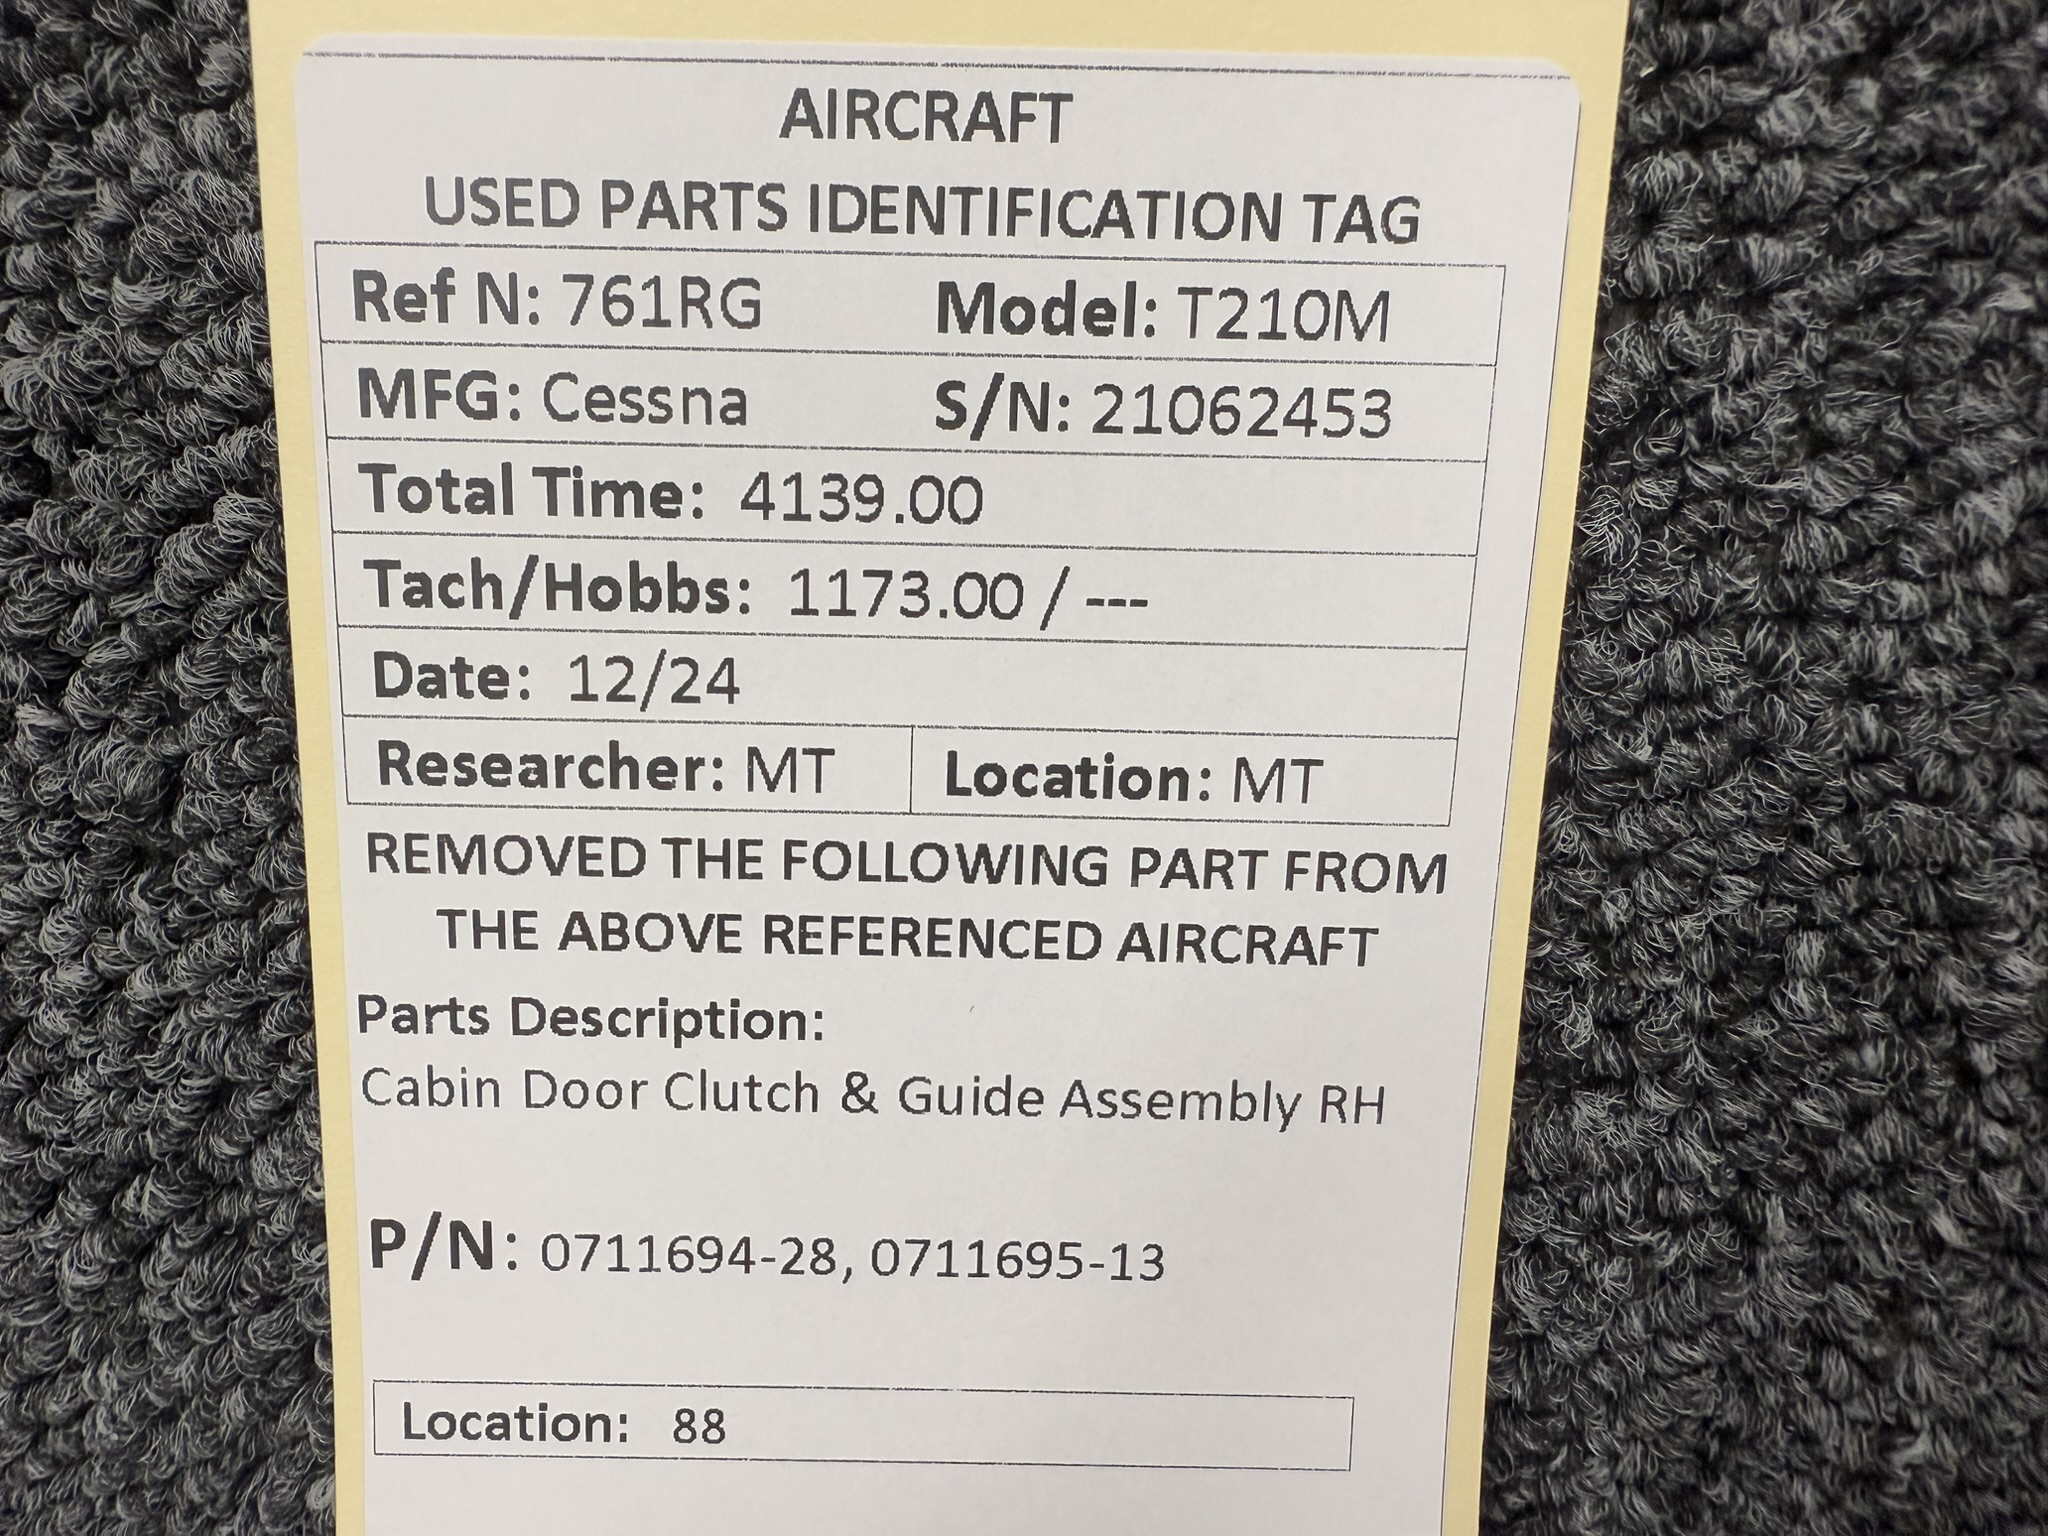 AIRCRAFT
USED PARTS IDENTIFICATION TAG
Ref N: 761RG Model: T210M
MFG: Cessna S/N: 21062453
Total Time: 4139.00
Tach/Hobbs: 1173.00 / ---
Date: 12/24
Researcher: MT Location: MT
REMOVED THE FOLLOWING PART FROM
THE ABOVE REFERENCED AIRCRAFT
Parts Description:
Cabin Door Clutch & Guide Assembly RH
P/N: 0711694-28, 0711695-13
Location: 88